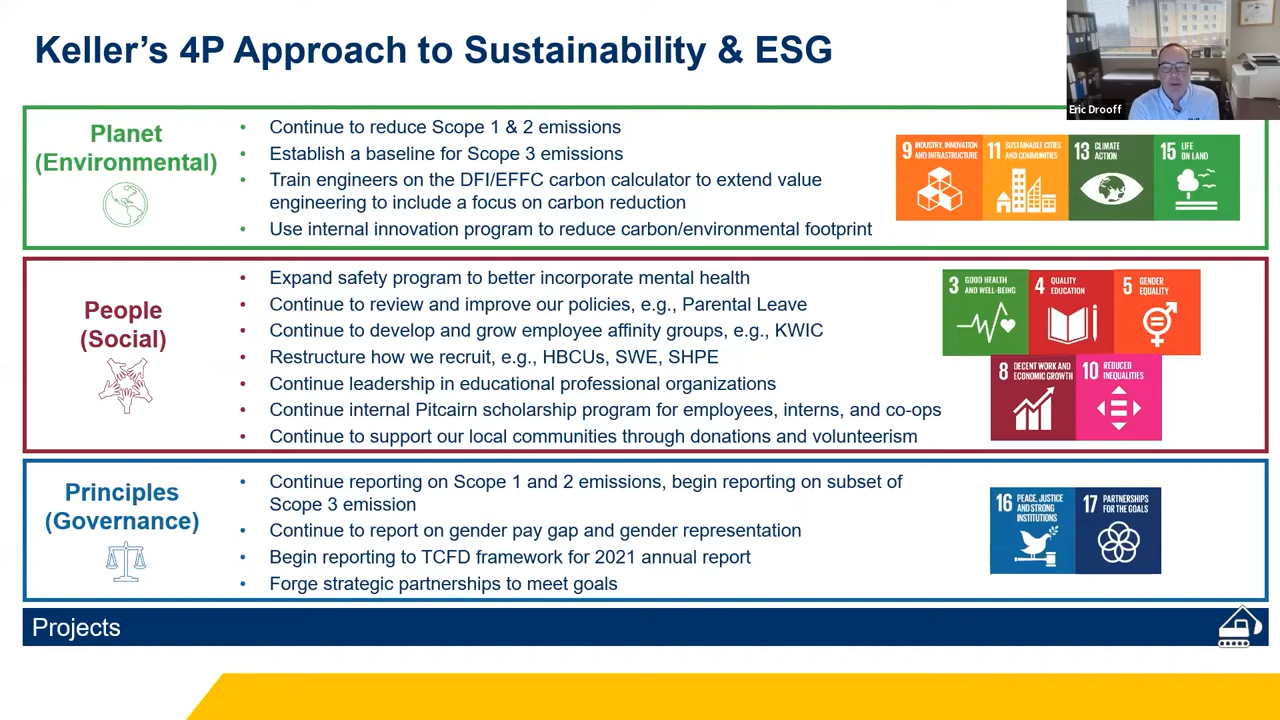 Keller's 4P Approach to Sustainability & ESG
Eric Drooff
Planet
(Environmental)
• Continue to reduce Scope 1 & 2 emissions
• Establish a baseline for Scope 3 emissions
• Train engineers on the DFI/EFFC carbon calculator to extend value
engineering to include a focus on carbon reduction
• Use internal innovation program to reduce carbon/environmental footprint
9 INDUSTRY, INNOVATION
AND INFRASTRUCTURE
11 SUSTAINABLE CITIES
AND COMMUNITIES
13 CLIMATE
ACTION
15 LIFE
ON LAND
People
(Social)
• Expand safety program to better incorporate mental health
• Continue to review and improve our policies, e.g., Parental Leave
• Continue to develop and grow employee affinity groups, e.g., KWIC
• Restructure how we recruit, e.g., HBCUs, SWE, SHPE
• Continue leadership in educational professional organizations
• Continue internal Pitcairn scholarship program for employees, interns, and co-ops
• Continue to support our local communities through donations and volunteerism
3 GOOD HEALTH
AND WELL-BEING
4 QUALITY
EDUCATION
5 GENDER
EQUALITY
8 DECENT WORK AND
ECONOMIC GROWTH
10 REDUCED
INEQUALITIES
Principles
(Governance)
• Continue reporting on Scope 1 and 2 emissions, begin reporting on subset of
Scope 3 emission
• Continue to report on gender pay gap and gender representation
• Begin reporting to TCFD framework for 2021 annual report
• Forge strategic partnerships to meet goals
16 PEACE, JUSTICE
AND STRONG
INSTITUTIONS
17 PARTNERSHIPS
FOR THE GOALS
Projects